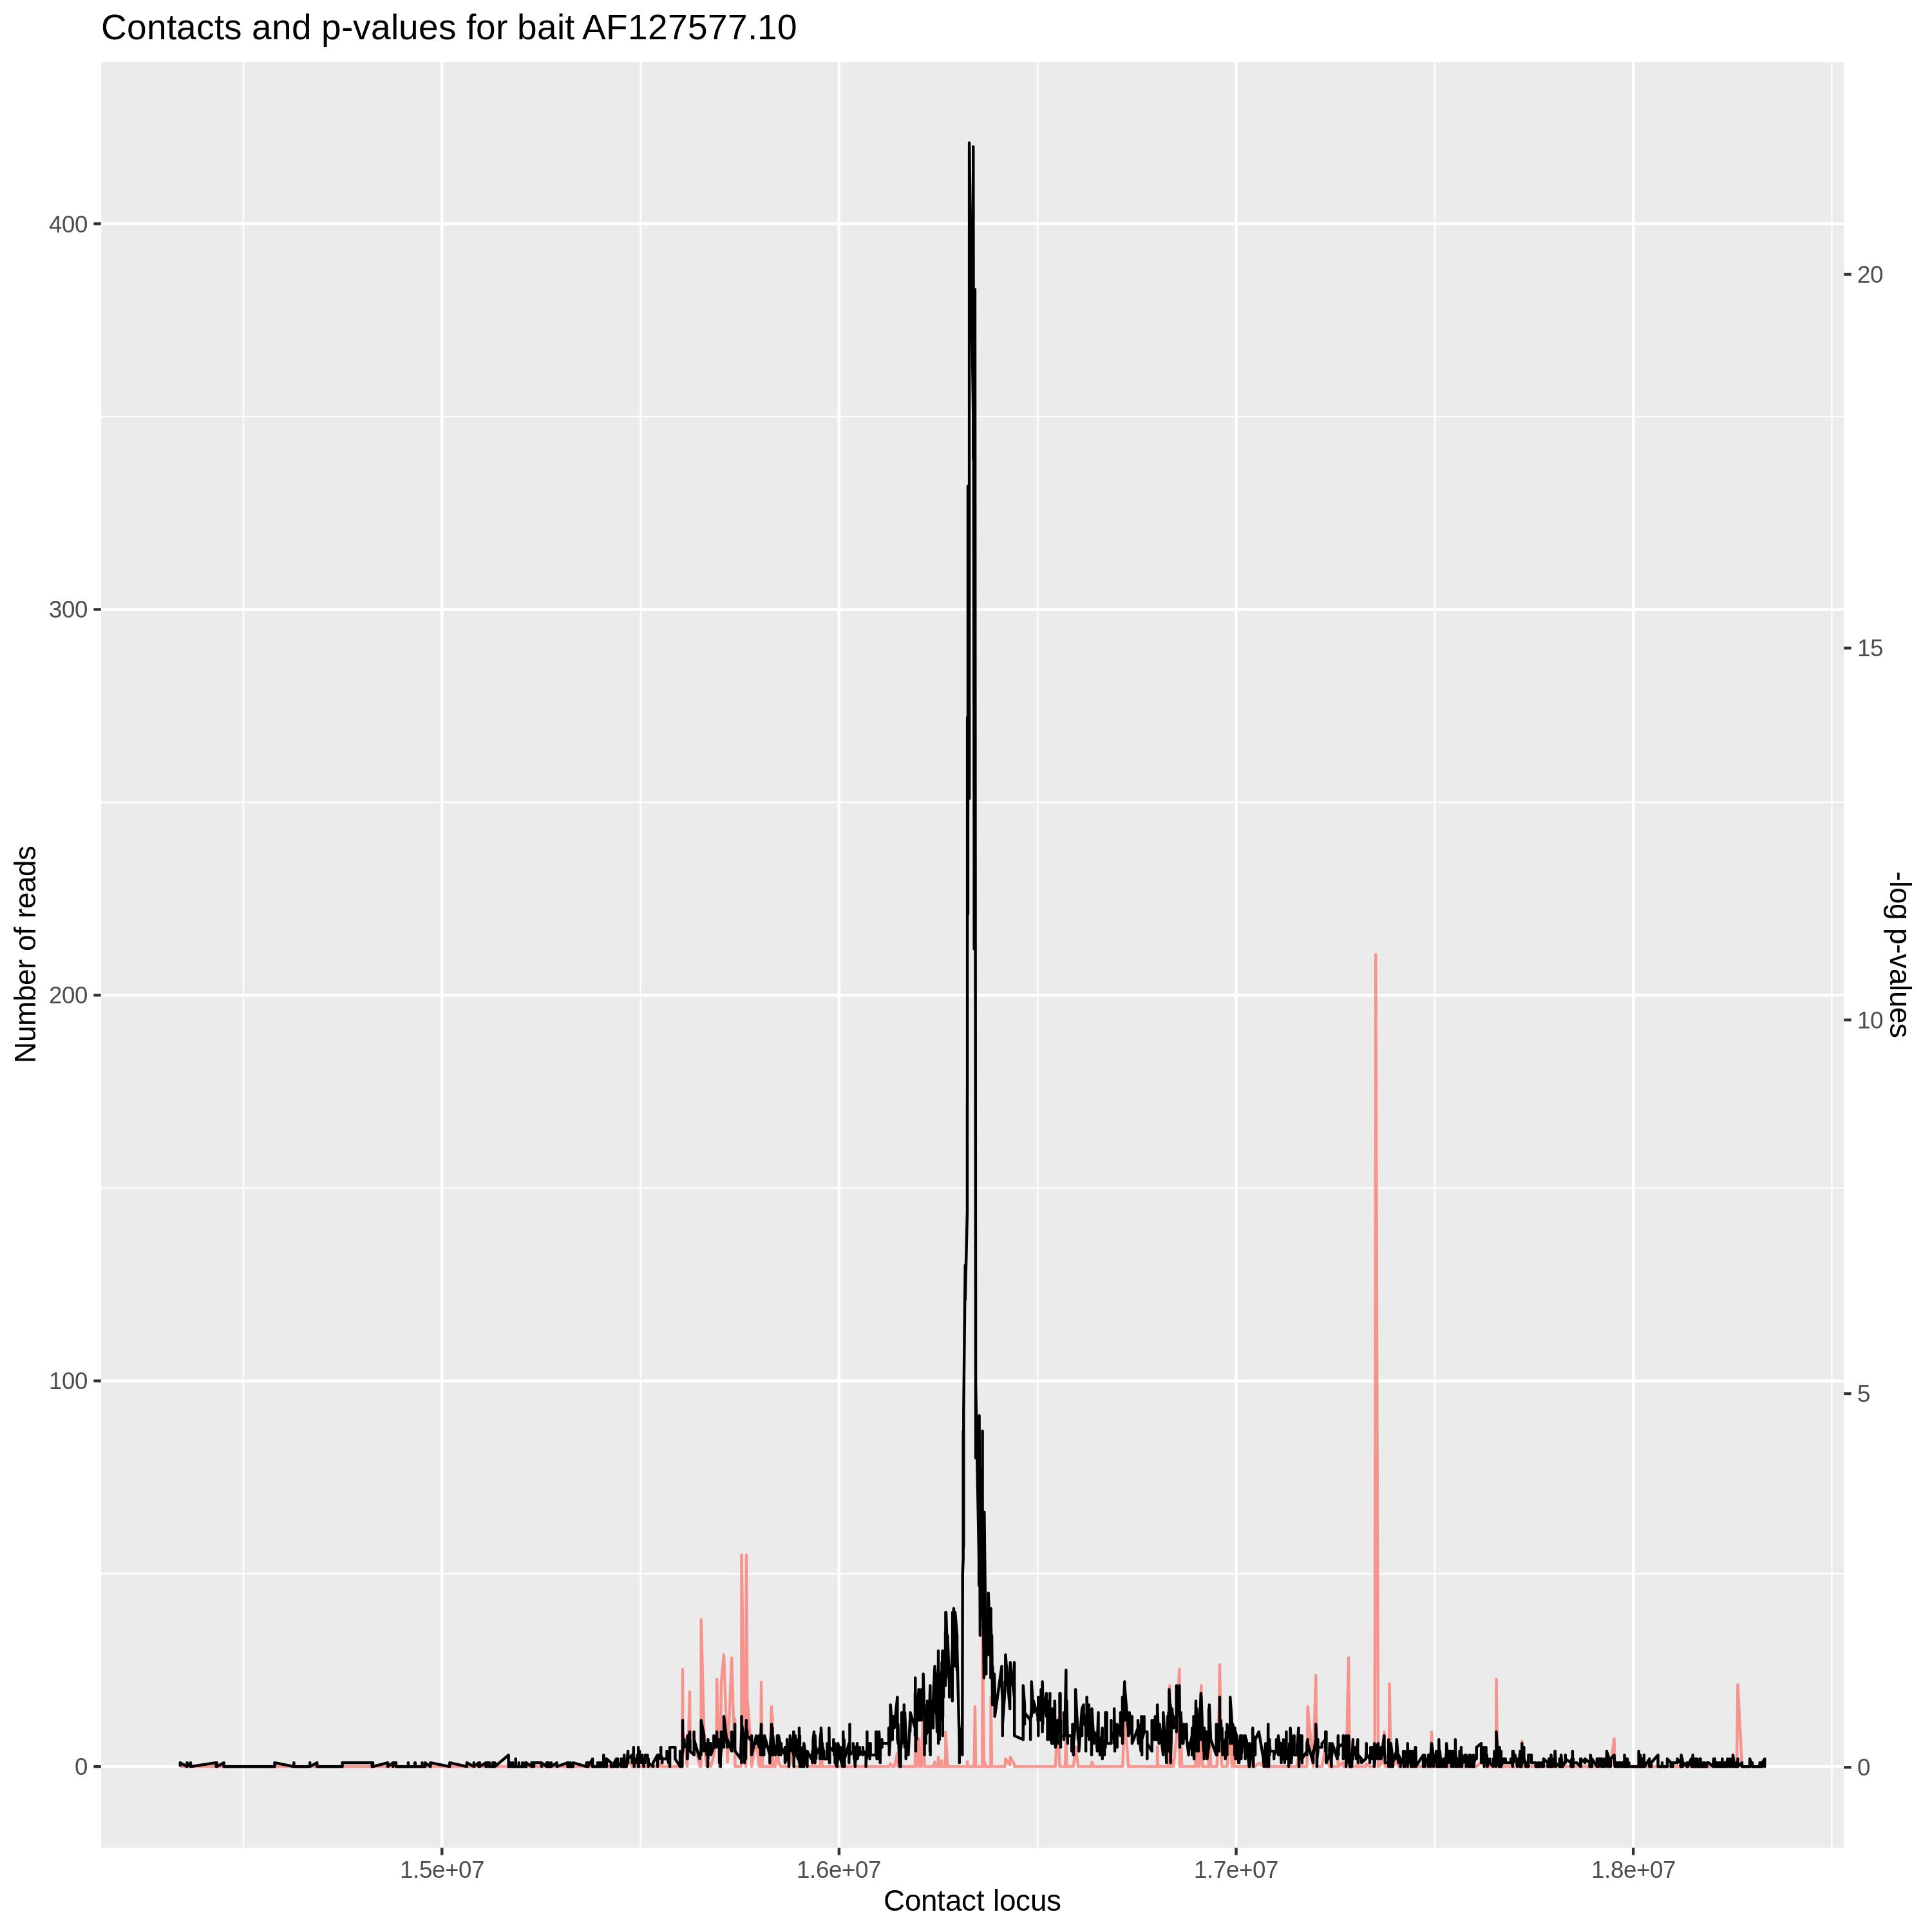 Contacts and p-values for bait AF127577.10
400
300
200
100
0
20
15
10
5
0
Number of reads
-log p-values
1.5e+07
1.6e+07
1.7e+07
1.8e+07
Contact locus